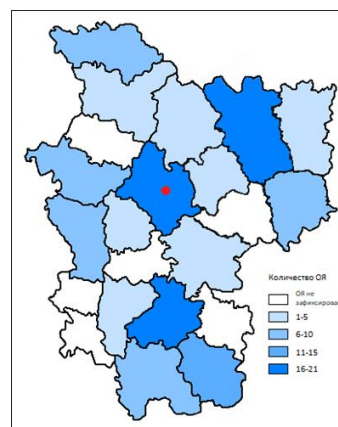 Количество ОЯ
ОЯ не
зафиксирова
1-5
6-10
11-15
16-21